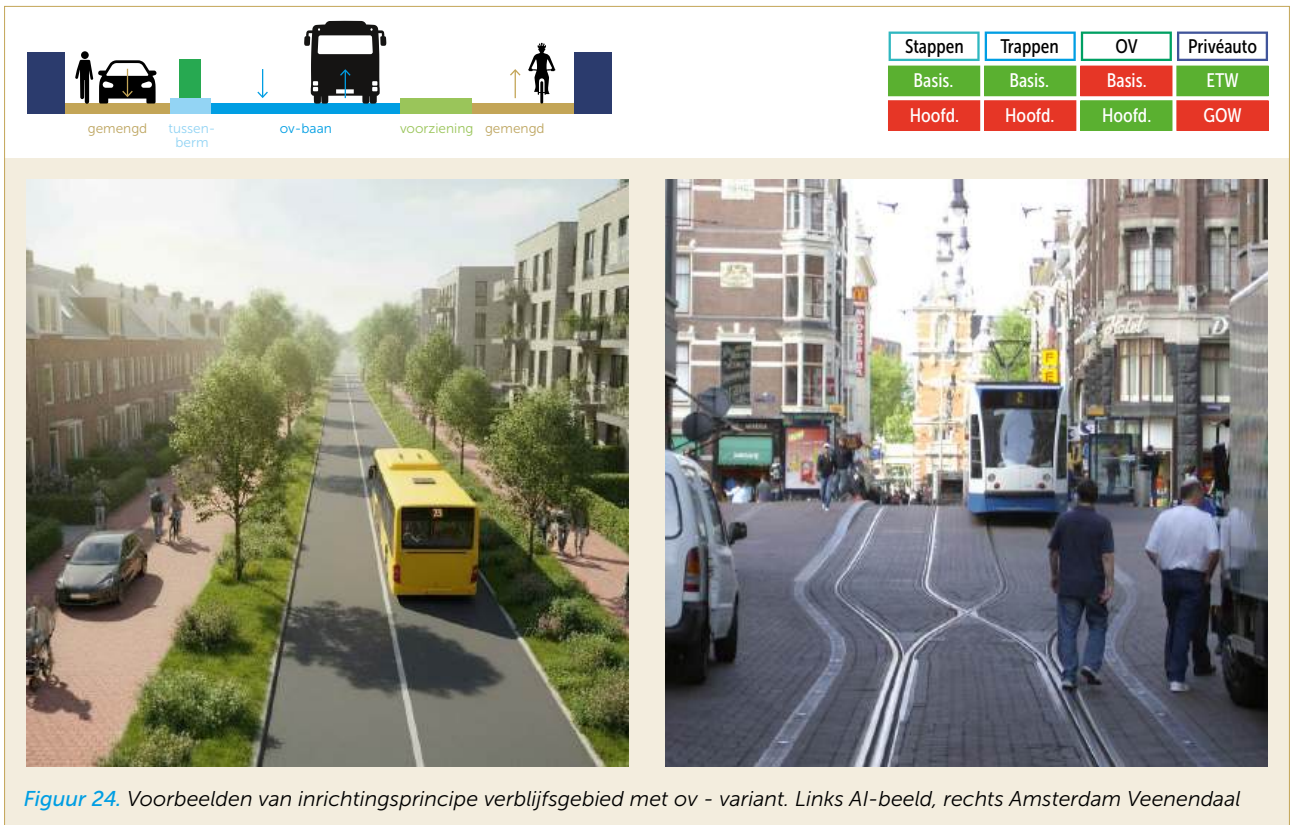 gemengd
tussen-
berm
ov-baan
voorziening
gemengd
Stappen Trappen OV Privéauto
Basis. Basis. Basis. ETW
Hoofd. Hoofd. Hoofd. GOW
33
Hotel D
2
Figuur 24. Voorbeelden van inrichtingsprincipe verblijfsgebied met ov - variant. Links AI-beeld, rechts Amsterdam Veenendaal